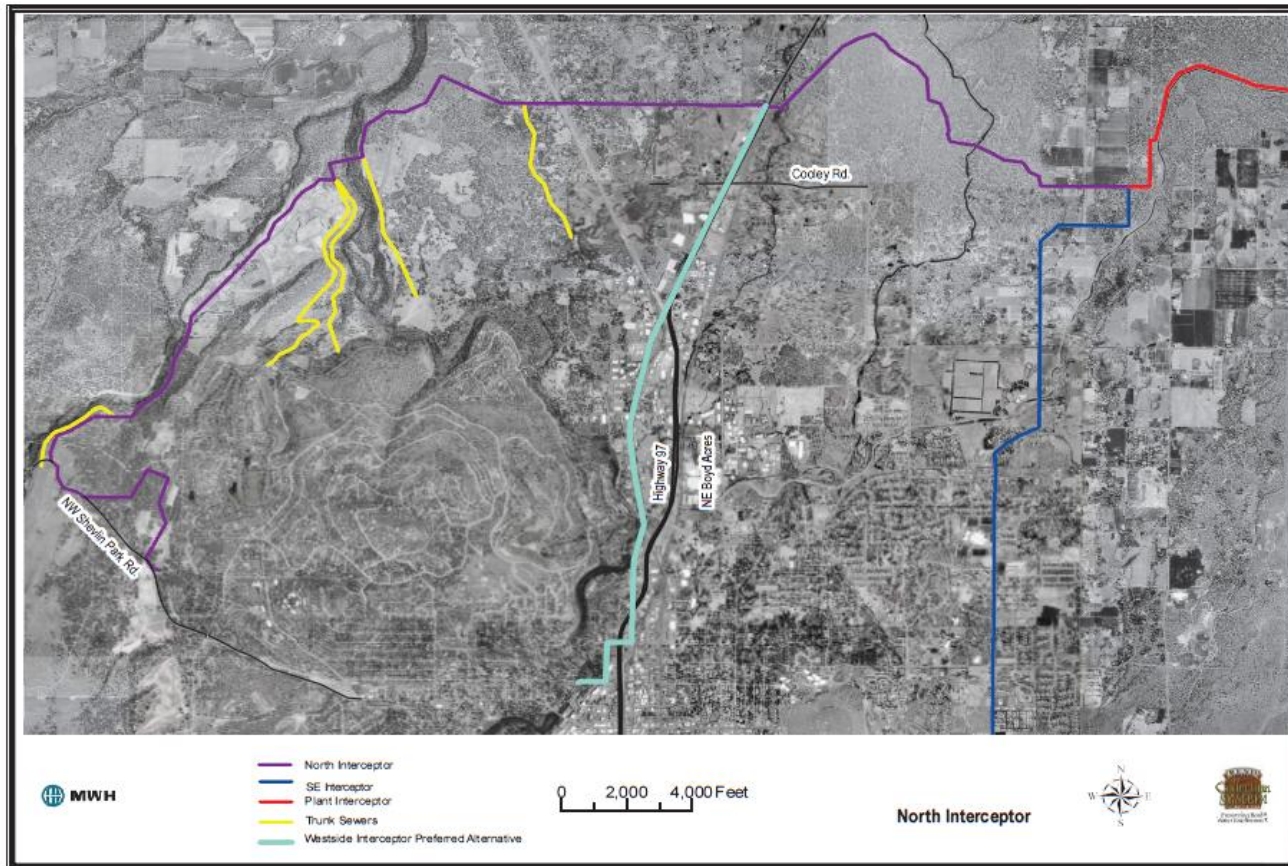 Cooley Rd.
Highway 97
NE Boyd Acres
NW Shevlin Park Rd.
MWH
North Interceptor
SE Interceptor
Plant Interceptor
Trunk Sewers
Westside Interceptor Preferred Alternative
0 2,000 4,000 Feet
North Interceptor
N
W E
S